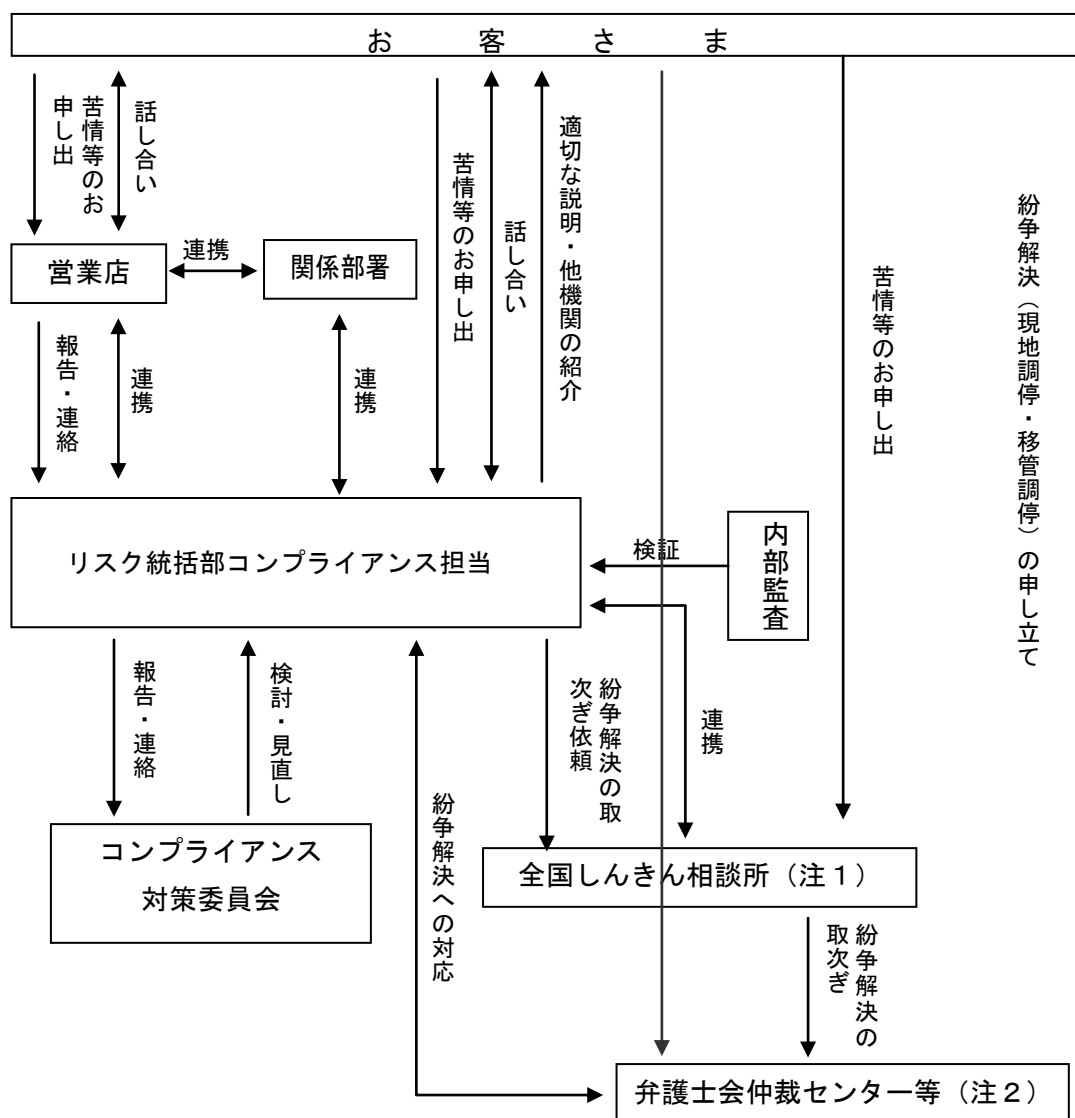 お客さま
苦情等のお
申し出
話し合い
苦情等のお申し出
話し合い
適切な説明・他機関の紹介
苦情等のお申し出
紛争解決（現地調停・移管調停）の申し立て
営業店
連携
関係部署
報告・連絡
連携
連携
リスク統括部コンプライアンス担当
検証
内部監査
報告・連絡
検討・見直し
紛争解決への対応
紛争解決の取
次ぎ依頼
連携
コンプライアンス
対策委員会
全国しんきん相談所（注１）
紛争解決の
取次ぎ
弁護士会仲裁センター等（注２）